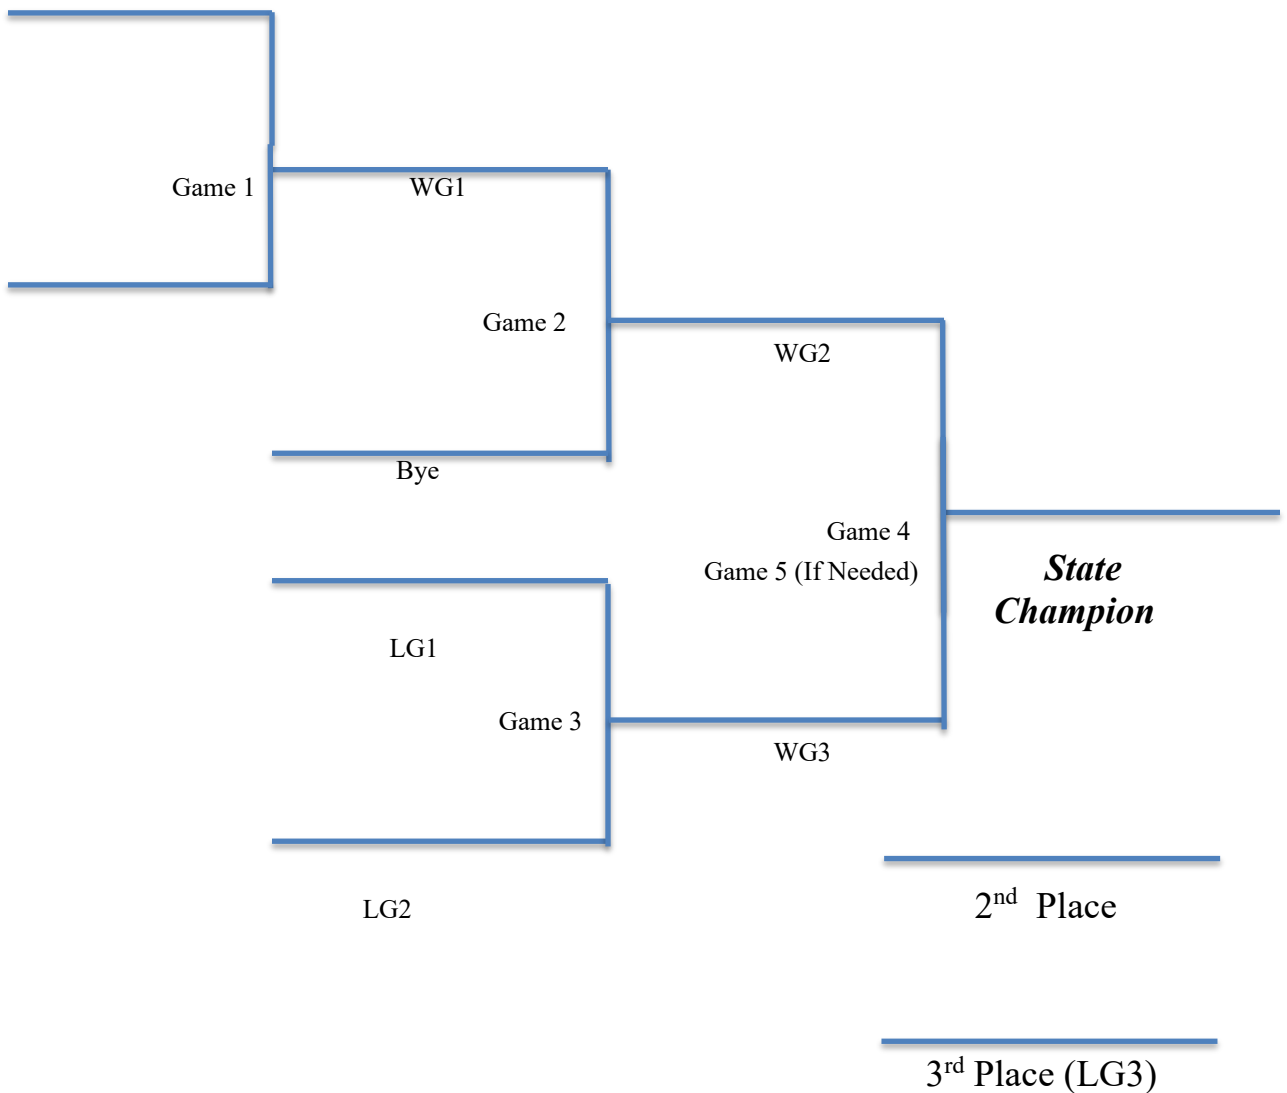 Game 1
WG1
Game 2
WG2
Bye
Game 4
Game 5 (If Needed)
State
Champion
LG1
Game 3
WG3
LG2
2nd Place
3rd Place (LG3)